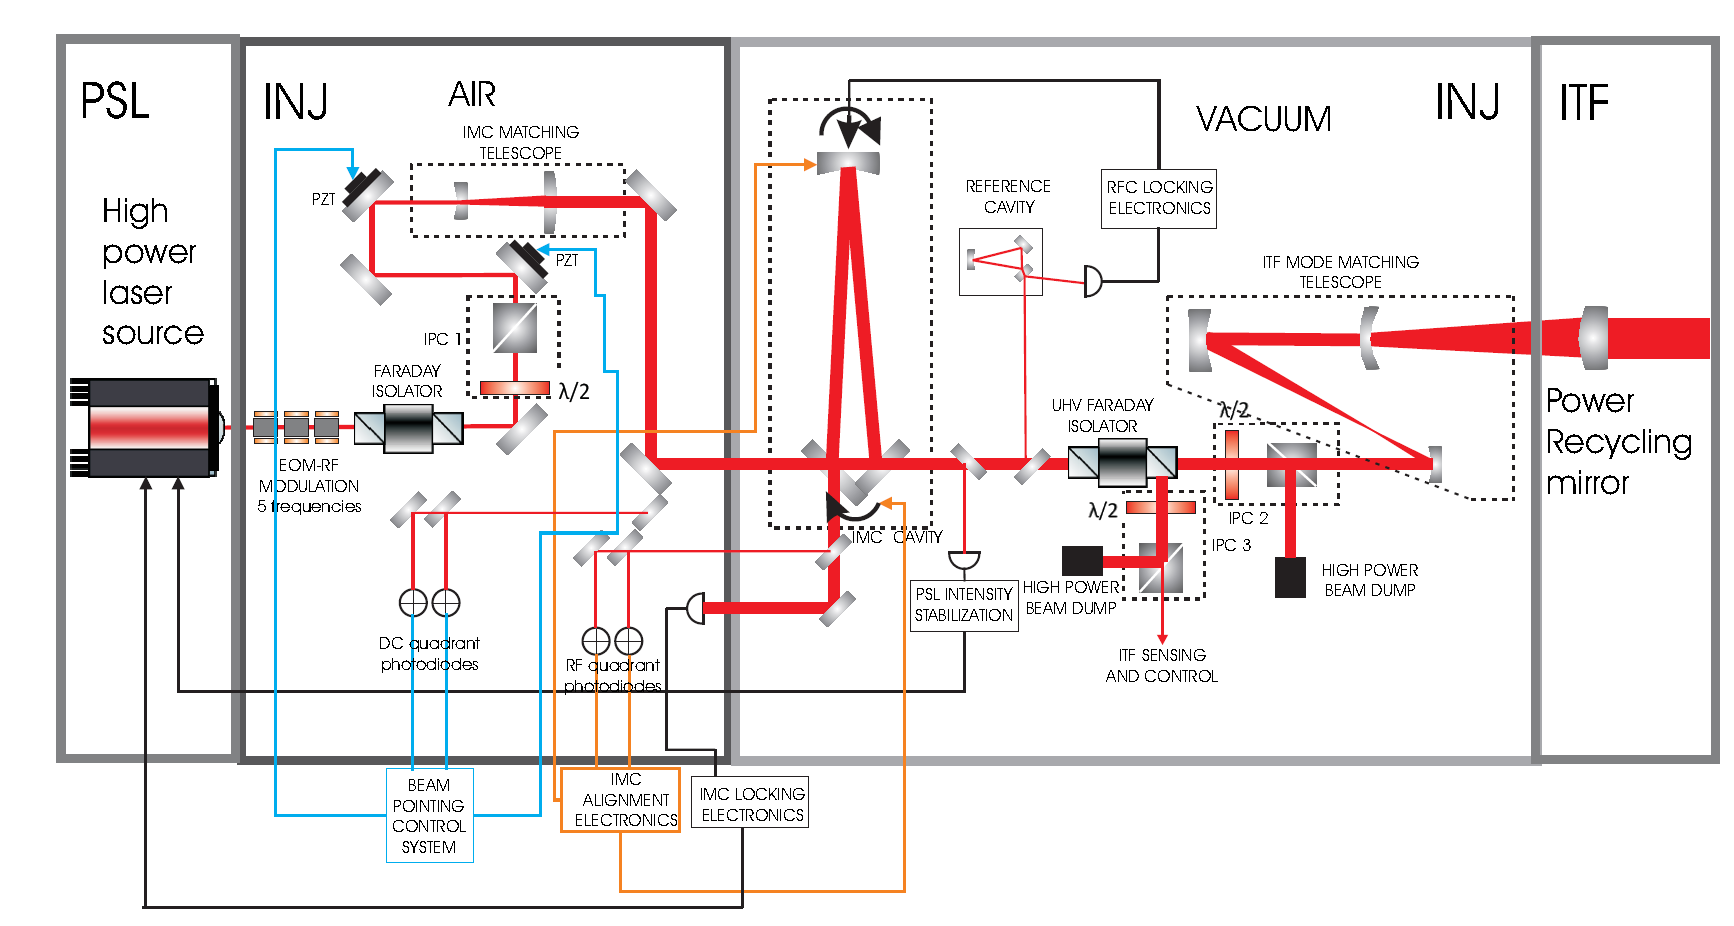 PSL
INJ
AIR
VACUUM
INJ
ITF
High
power
laser
source
IMC MATCHING
TELESCOPE
PZT
PZT
IPC 1
λ/2
FARADAY
ISOLATOR
EOM-RF
MODULATION
5 frequencies
DC quadrant
photodiodes
RF quadrant
photodiodes
BEAM
POINTING
CONTROL
SYSTEM
IMC
ALIGNMENT
ELECTRONICS
IMC LOCKING
ELECTRONICS
IMC CAVITY
REFERENCE
CAVITY
RFC LOCKING
ELECTRONICS
PSL INTENSITY
STABILIZATION
UHV FARADAY
ISOLATOR
λ/2
IPC 3
HIGH POWER
BEAM DUMP
ITF SENSING
AND CONTROL
λ/2
IPC 2
HIGH POWER
BEAM DUMP
ITF MODE MATCHING
TELESCOPE
Power
Recycling
mirror